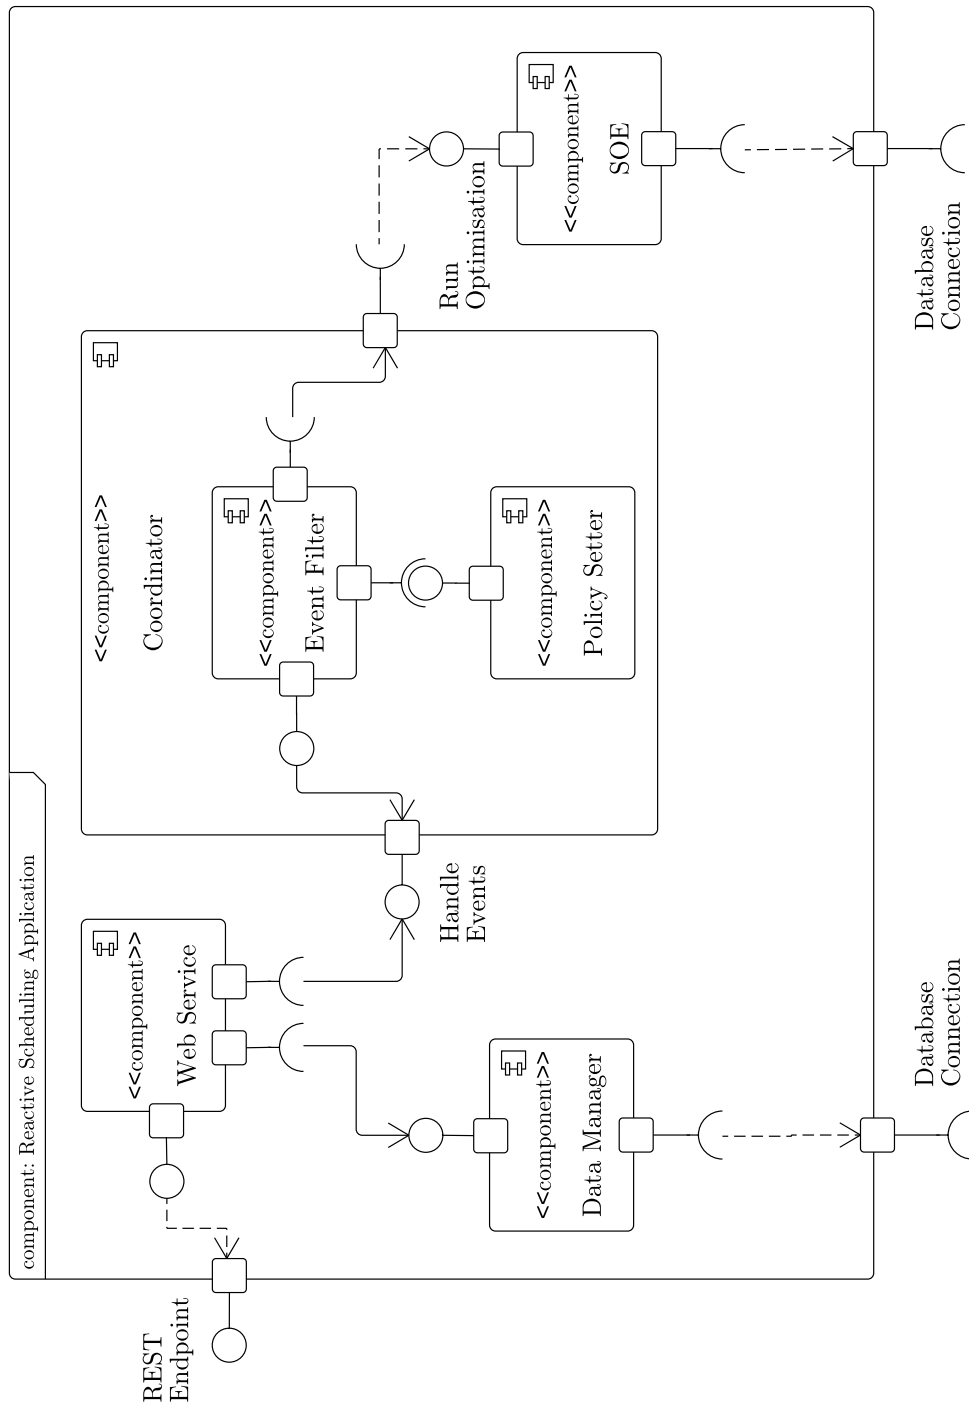 component: Reactive Scheduling Application
REST
Endpoint
<<component>>
Web Service
<<component>>
Coordinator
<<component>>
Event Filter
<<component>>
Policy Setter
Handle
Events
Run
Optimisation
<<component>>
SOE
<<component>>
Data Manager
Database
Connection
Database
Connection